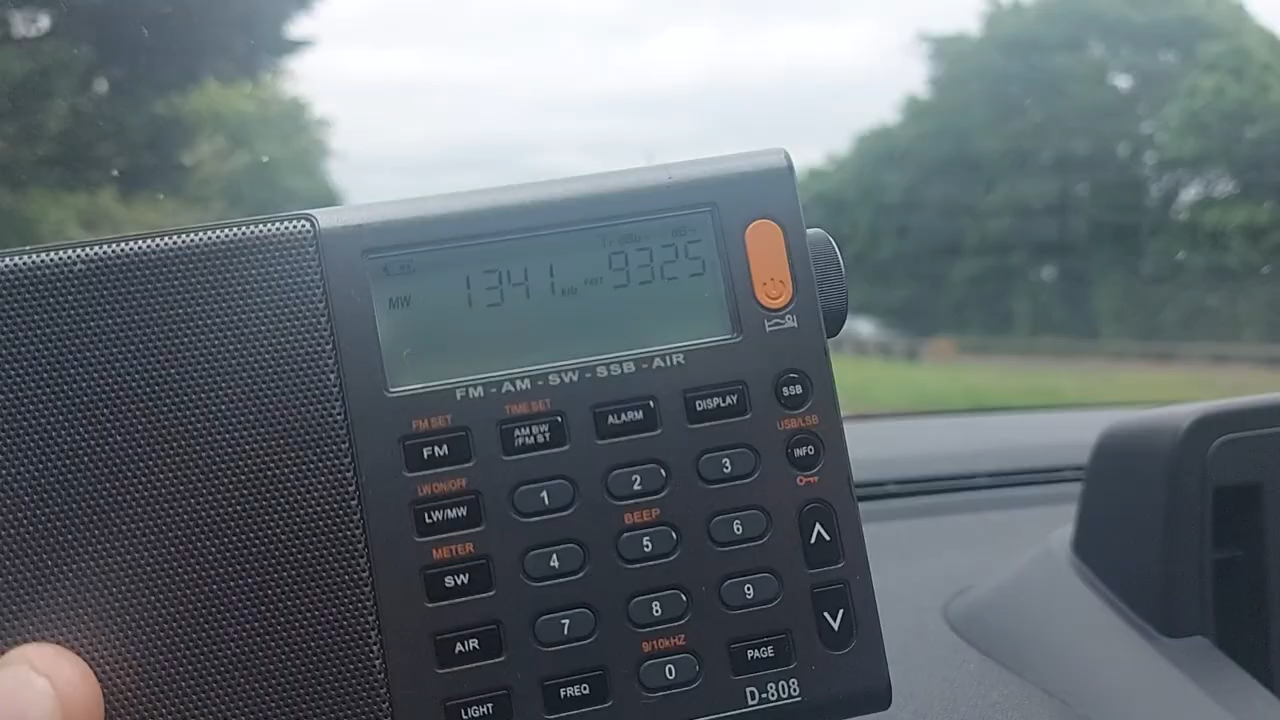 MW 1341 kHz FAST 9325
FM - AM - SW - SSB - AIR
FM SET TIME SET
FM AM BW /FM ST ALARM DISPLAY SSB
USB/LSB
LW ON/OFF
LW/MW 1 2 3 INFO
METER BEEP
SW 4 5 6
AIR 7 8 9
9/10kHZ
LIGHT FREQ 0 PAGE
D-808